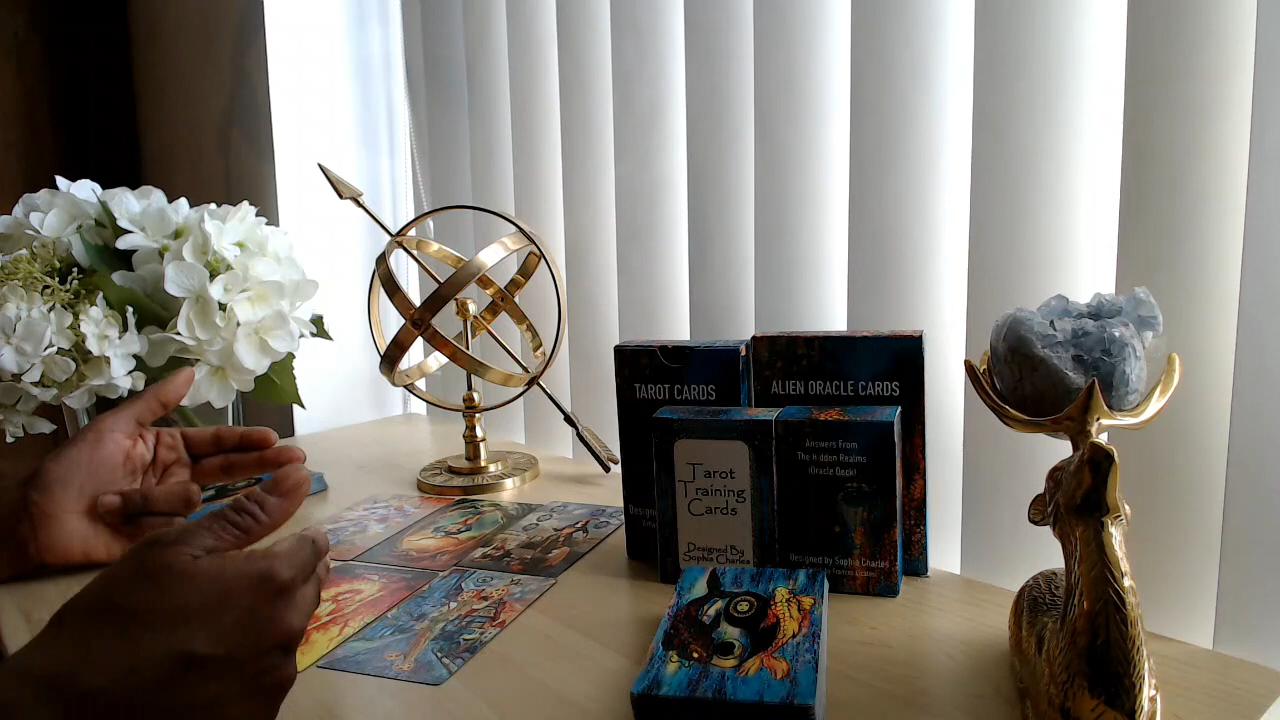 TAROT CARDS
ALIEN ORACLE CARDS
Tarot
Training
Cards
Designed By
Sophia Charles
Answers From
The Hidden Realms
(Oracle Deck)
Designed by Sophia Charles